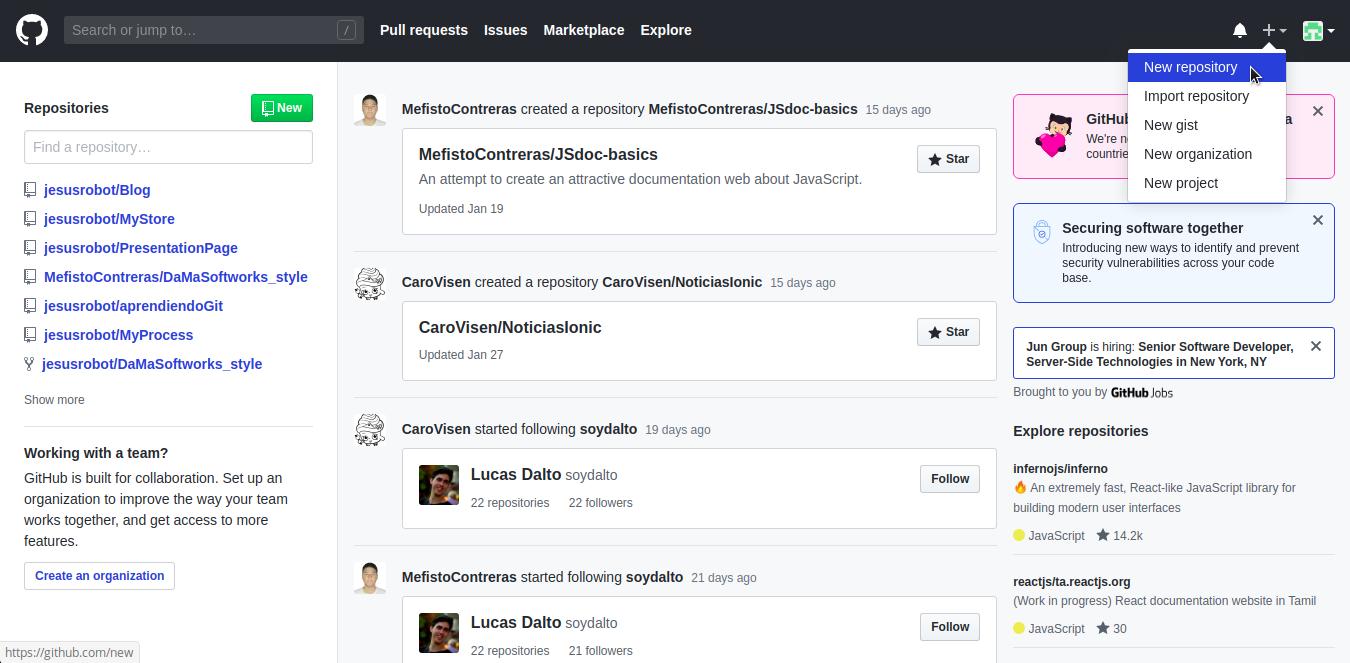 Search or jump to…
/
Pull requests
Issues
Marketplace
Explore
New repository
Import repository
New gist
New organization
New project
Repositories
New
Find a repository…
jesusrobot/Blog
jesusrobot/MyStore
jesusrobot/PresentationPage
MefistoContreras/DaMaSoftworks_style
jesusrobot/aprendiendoGit
jesusrobot/MyProcess
jesusrobot/DaMaSoftworks_style
Show more
Working with a team?
GitHub is built for collaboration. Set up an
organization to improve the way your team
works together, and get access to more
features.
Create an organization
MefistoContreras created a repository MefistoContreras/JSdoc-basics 15 days ago
MefistoContreras/JSdoc-basics
Star
An attempt to create an attractive documentation web about JavaScript.
Updated Jan 19
CaroVisen created a repository CaroVisen/NoticiasIonic 15 days ago
CaroVisen/NoticiasIonic
Star
Updated Jan 27
CaroVisen started following soydalto 19 days ago
Lucas Dalto soydalto
Follow
22 repositories 22 followers
MefistoContreras started following soydalto 21 days ago
Lucas Dalto soydalto
Follow
22 repositories 21 followers
We're
countrie
Securing software together
Introducing new ways to identify and prevent
security vulnerabilities across your code
base.
Jun Group is hiring: Senior Software Developer,
Server-Side Technologies in New York, NY
Brought to you by GitHub Jobs
Explore repositories
infernojs/inferno
🔥 An extremely fast, React-like JavaScript library for
building modern user interfaces
JavaScript 14.2k
reactjs/ta.reactjs.org
(Work in progress) React documentation website in Tamil
JavaScript 30
https://github.com/new